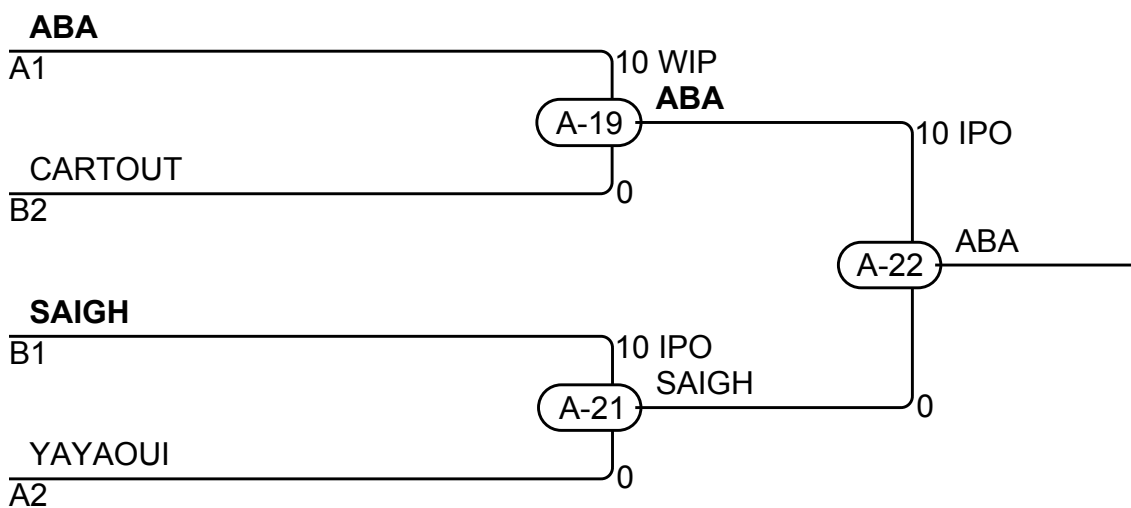 ABA
A1
10 WIP
ABA
A-19
10 IPO
CARTOUT
0
B2
ABA
A-22
SAIGH
B1
10 IPO
SAIGH
A-21
0
YAYAOUI
0
A2